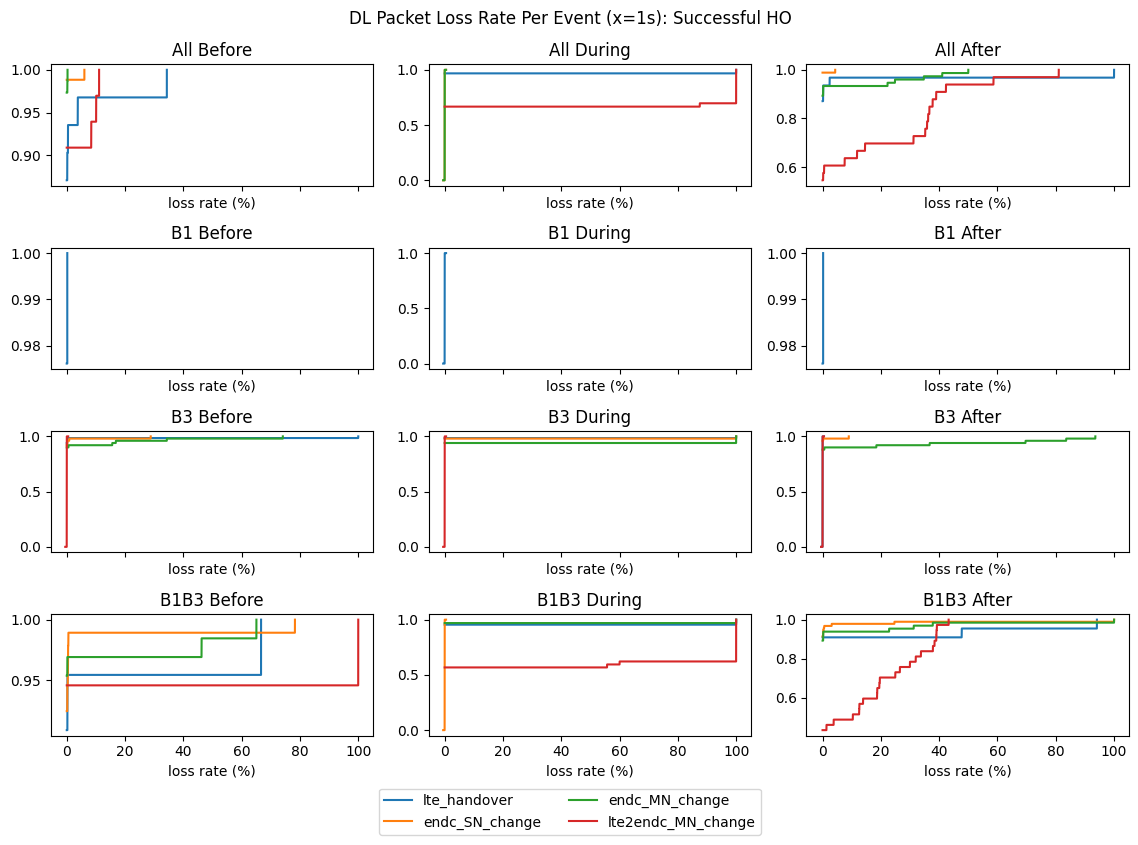 DL Packet Loss Rate Per Event (x=1s): Successful HO
All Before
All During
All After
1.00
0.95
0.90
1.0
0.5
0.0
1.0
0.8
0.6
loss rate (%)
loss rate (%)
loss rate (%)
B1 Before
B1 During
B1 After
1.00
0.99
0.98
1.0
0.5
0.0
1.00
0.99
0.98
loss rate (%)
loss rate (%)
loss rate (%)
B3 Before
B3 During
B3 After
1.0
0.5
0.0
1.0
0.5
0.0
1.0
0.5
0.0
loss rate (%)
loss rate (%)
loss rate (%)
B1B3 Before
B1B3 During
B1B3 After
1.00
0.95
1.0
0.5
0.0
1.0
0.8
0.6
0 20 40 60 80 100
0 20 40 60 80 100
0 20 40 60 80 100
loss rate (%)
loss rate (%)
loss rate (%)
lte_handover
endc_SN_change
endc_MN_change
lte2endc_MN_change